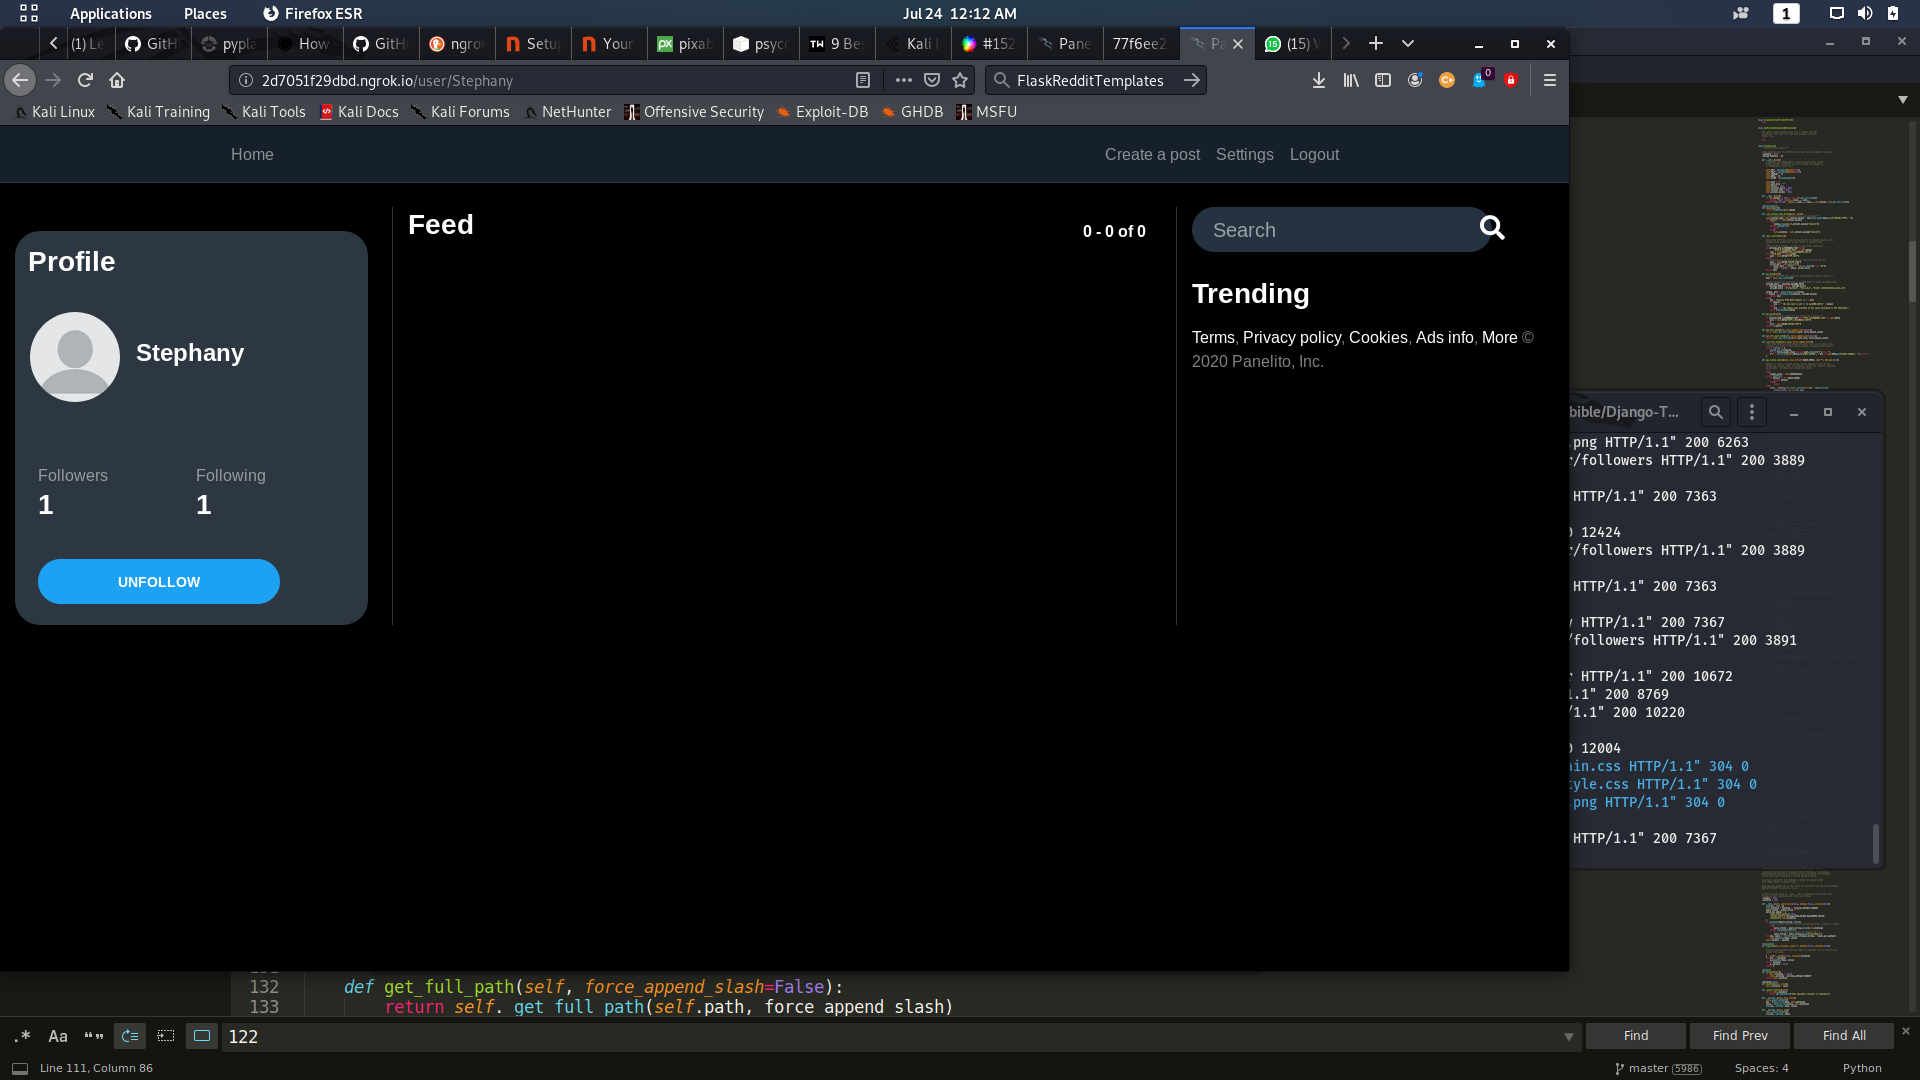 Applications Places Firefox ESR Jul 24 12:12 AM 1
(1) Le GitH pypla How GitH ngrok Setu Your pixab psyco 9 Be Kali #152 Pane 77f6ee2 Pa (15) W
2d7051f29dbd.ngrok.io/user/Stephany FlaskRedditTemplates 0
Kali Linux Kali Training Kali Tools Kali Docs Kali Forums NetHunter Offensive Security Exploit-DB GHDB MSFU
Home Create a post Settings Logout
Profile
Stephany
Followers Following
1 1
UNFOLLOW
Feed 0 - 0 of 0
Search
Trending
Terms, Privacy policy, Cookies, Ads info, More ©
2020 Panelito, Inc.
bible/Django-T...
.png HTTP/1.1" 200 6263
r/followers HTTP/1.1" 200 3889
HTTP/1.1" 200 7363
0 12424
r/followers HTTP/1.1" 200 3889
HTTP/1.1" 200 7363
y HTTP/1.1" 200 7367
/followers HTTP/1.1" 200 3891
r HTTP/1.1" 200 10672
1.1" 200 8769
/1.1" 200 10220
0 12004
ain.css HTTP/1.1" 304 0
tyle.css HTTP/1.1" 304 0
.png HTTP/1.1" 304 0
HTTP/1.1" 200 7367
132 def get_full_path(self, force_append_slash=False):
133 return self._get_full_path(self.path, force_append_slash)
.* Aa “” 122 Find Find Prev Find All
Line 111, Column 86 master 5986 Spaces: 4 Python